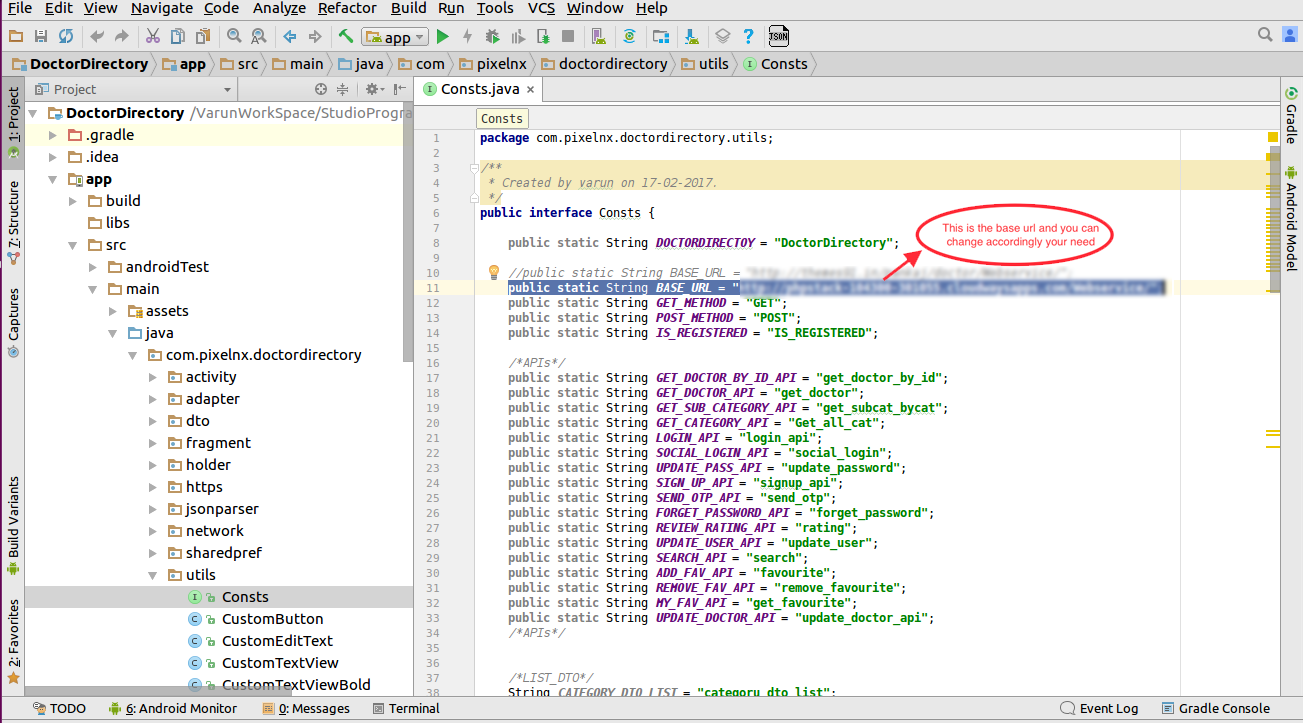 File Edit View Navigate Code Analyze Refactor Build Run Tools VCS Window Help
app
JSON
DoctorDirectory app src main java com pixelnx doctordirectory utils Consts
1: Project
7: Structure
Captures
Build Variants
2: Favorites
Project
DoctorDirectory /VarunWorkSpace/StudioProgra
.gradle
.idea
app
build
libs
src
androidTest
main
assets
java
com.pixelnx.doctordirectory
activity
adapter
dto
fragment
holder
https
jsonparser
network
sharedpref
utils
Consts
CustomButton
CustomEditText
CustomTextView
CustomTextViewBold
Consts.java
Consts
1 package com.pixelnx.doctordirectory.utils;
2
3 /**
4 * Created by varun on 17-02-2017.
5 */
6 public interface Consts {
7
8 public static String DOCTORDIRECTOY = "DoctorDirectory";
9
10 //public static String BASE_URL =
11 public static String BASE_URL = "
12 public static String GET_METHOD = "GET";
13 public static String POST_METHOD = "POST";
14 public static String IS_REGISTERED = "IS_REGISTERED";
15
16 /*APIs*/
17 public static String GET_DOCTOR_BY_ID_API = "get_doctor_by_id";
18 public static String GET_DOCTOR_API = "get_doctor";
19 public static String GET_SUB_CATEGORY_API = "get_subcat_bycat";
20 public static String GET_CATEGORY_API = "Get_all_cat";
21 public static String LOGIN_API = "login_api";
22 public static String SOCIAL_LOGIN_API = "social_login";
23 public static String UPDATE_PASS_API = "update_password";
24 public static String SIGN_UP_API = "signup_api";
25 public static String SEND_OTP_API = "send_otp";
26 public static String FORGET_PASSWORD_API = "forget_password";
27 public static String REVIEW_RATING_API = "rating";
28 public static String UPDATE_USER_API = "update_user";
29 public static String SEARCH_API = "search";
30 public static String ADD_FAV_API = "favourite";
31 public static String REMOVE_FAV_API = "remove_favourite";
32 public static String MY_FAV_API = "get_favourite";
33 public static String UPDATE_DOCTOR_API = "update_doctor_api";
34 /*APIs*/
35
36
37 /*LIST_DTO*/
38 String CATEGORY_DTO_LIST = "category_dto_list";
This is the base url and you can
change accordingly your need
Gradle
Android Model
TODO 6: Android Monitor 0: Messages Terminal Event Log Gradle Console